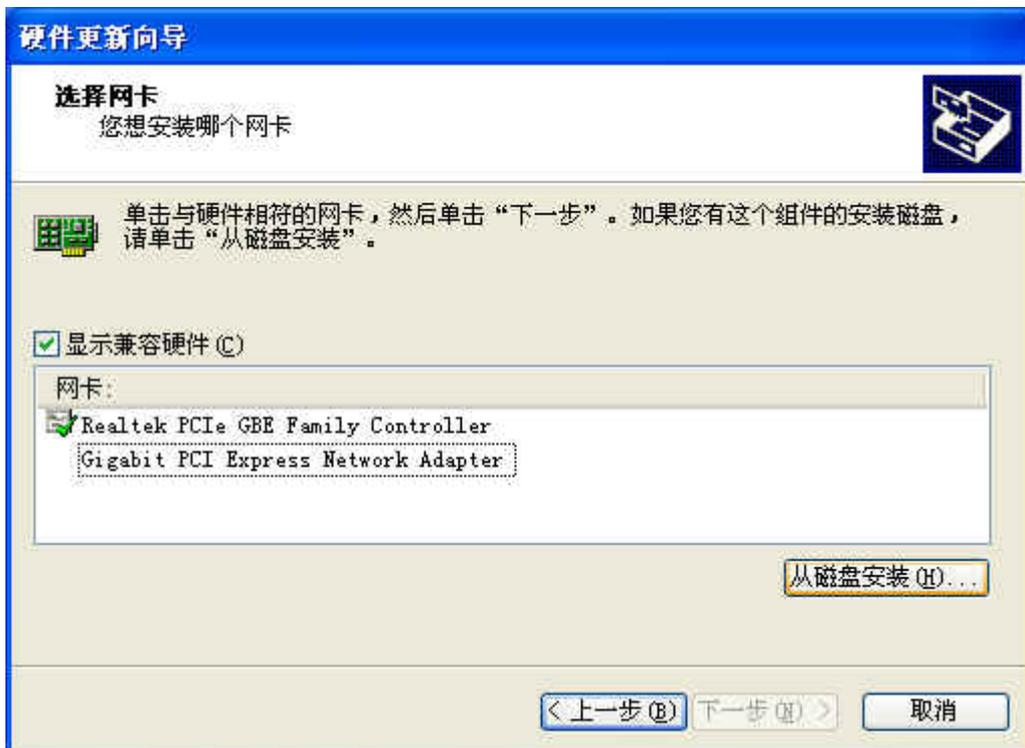 硬件更新向导
选择网卡
您想安装哪个网卡
单击与硬件相符的网卡，然后单击“下一步”。如果您有这个组件的安装磁盘，
请单击“从磁盘安装”。
显示兼容硬件(C)
网卡:
Realtek PCIe GBE Family Controller
Gigabit PCI Express Network Adapter
从磁盘安装(H)...
< 上一步(B) 下一步(N) > 取消